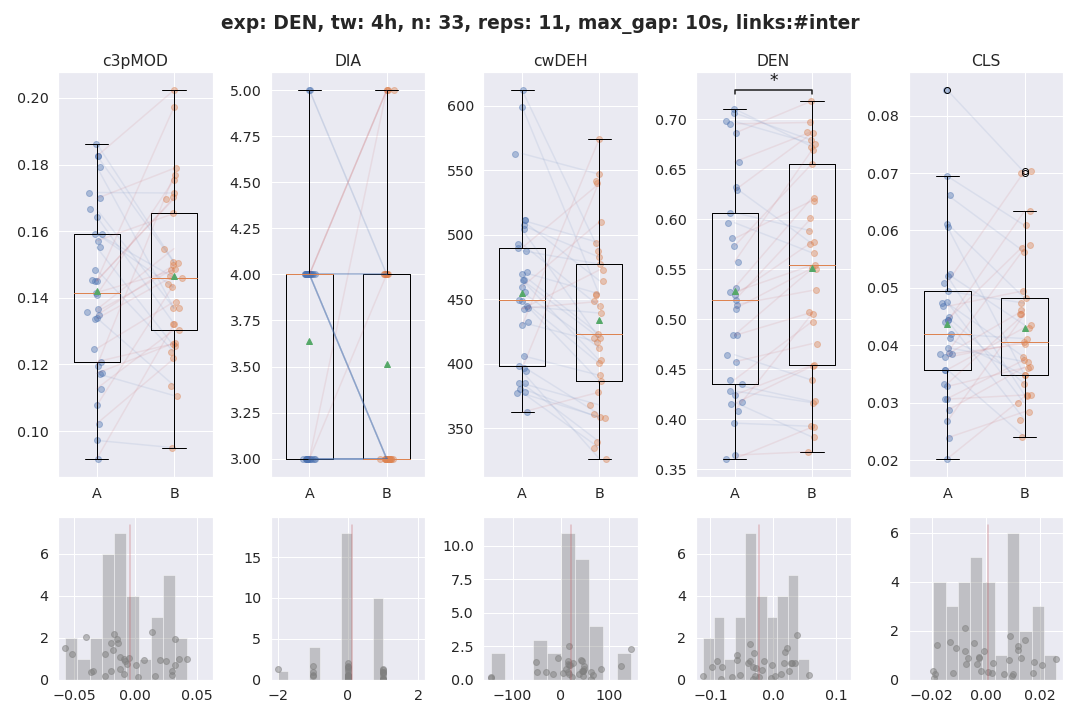 exp: DEN, tw: 4h, n: 33, reps: 11, max_gap: 10s, links:#inter
c3pMOD DIA cwDEH DEN CLS
*
0.20 0.18 0.16 0.14 0.12 0.10
5.00 4.75 4.50 4.25 4.00 3.75 3.50 3.25 3.00
600 550 500 450 400 350
0.70 0.65 0.60 0.55 0.50 0.45 0.40 0.35
0.08 0.07 0.06 0.05 0.04 0.03 0.02
A B A B A B A B A B
6 4 2 0
15 10 5 0
10.0 7.5 5.0 2.5 0.0
6 4 2 0
6 4 2 0
−0.05 0.00 0.05 −2 0 2 −100 0 100 −0.1 0.0 0.1 −0.02 0.00 0.02